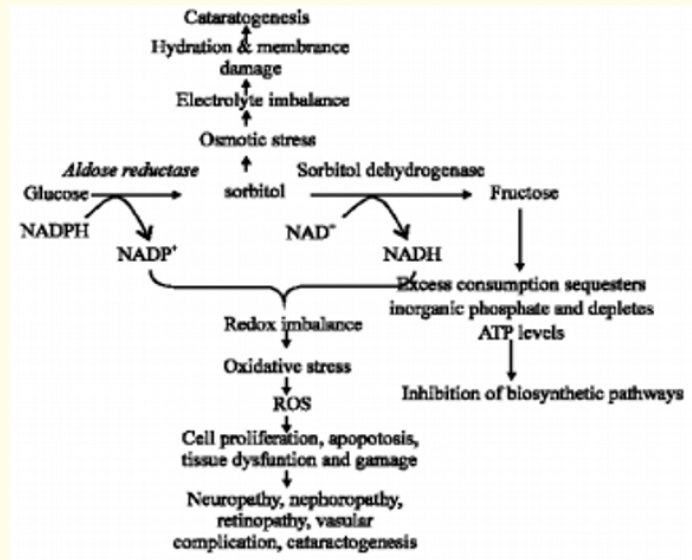 Cataratogenesis
Hydration & membrance
damage
Electrolyte imbalance
Osmotic stress
Aldose reductase
Sorbitol dehydrogenase
Glucose
sorbitol
Fructose
NADPH
NADP⁺
NAD⁺
NADH
Excess consumption sequesters
inorganic phosphate and depletes
ATP levels
Redox imbalance
Oxidative stress
ROS
Inhibition of biosynthetic pathways
Cell proliferation, apopotosis,
tissue dysfuntion and gamage
Neuropathy, nephoropathy,
retinopathy, vasular
complication, cataractogenesis